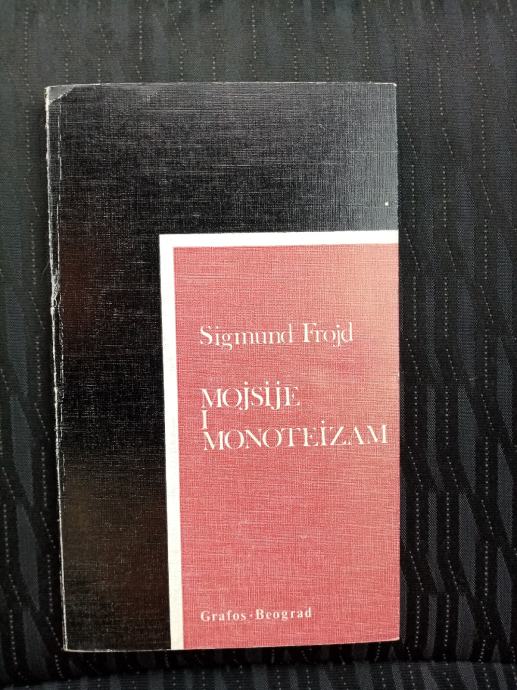 Sigmund Frojd
MOJSIJE
I
MONOTEIZAM
Grafos · Beograd